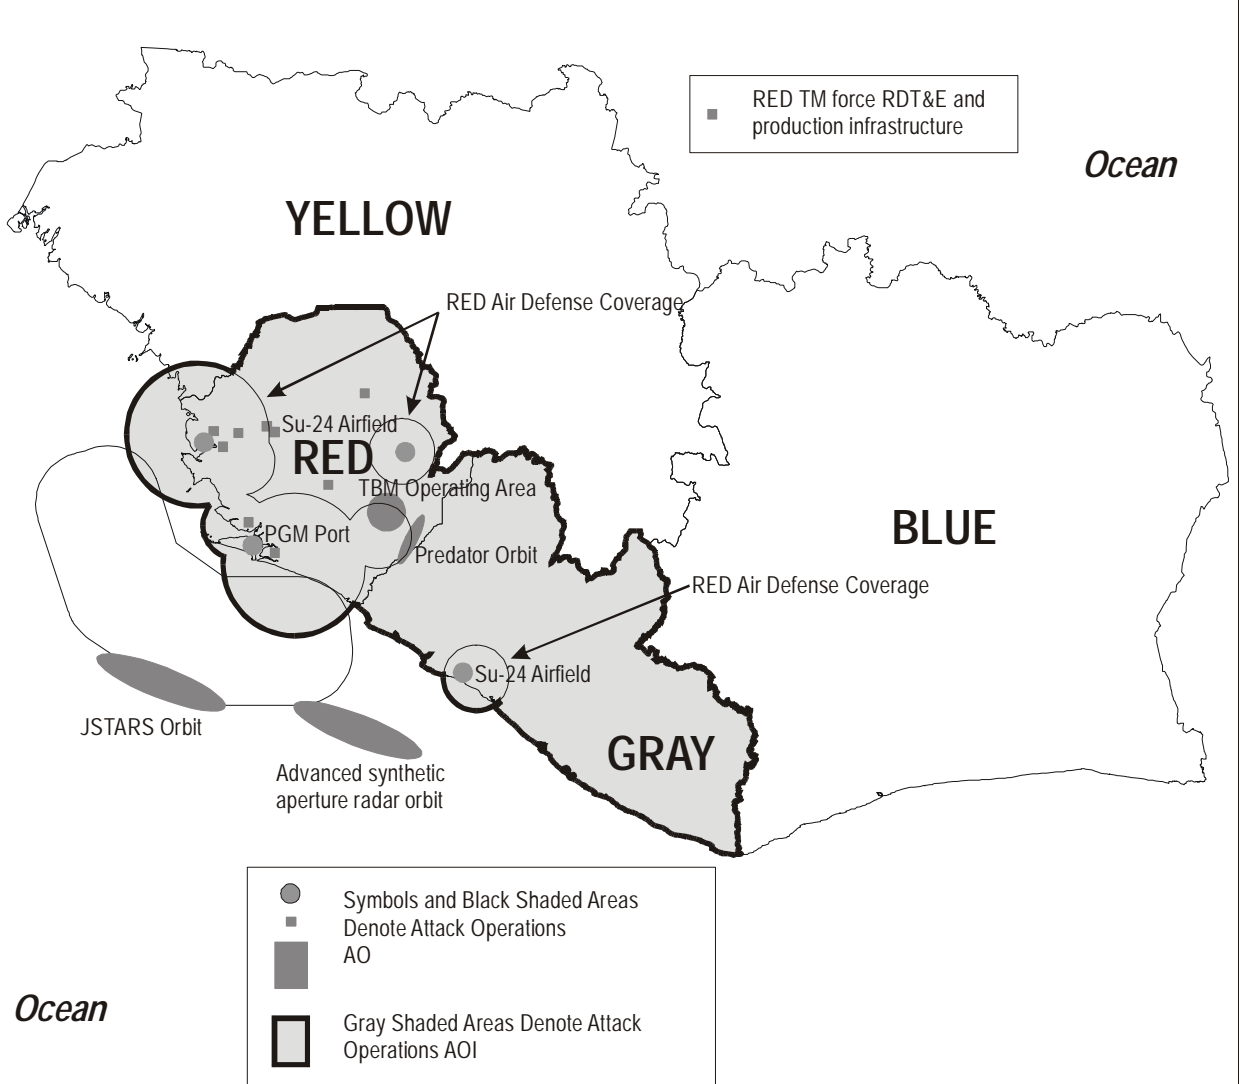 RED TM force RDT&E and
production infrastructure
Ocean
YELLOW
RED Air Defense Coverage
Su-24 Airfield
RED
TBM Operating Area
PGM Port
Predator Orbit
BLUE
RED Air Defense Coverage
Su-24 Airfield
JSTARS Orbit
GRAY
Advanced synthetic
aperture radar orbit
Symbols and Black Shaded Areas
Denote Attack Operations
AO
Ocean
Gray Shaded Areas Denote Attack
Operations AOI